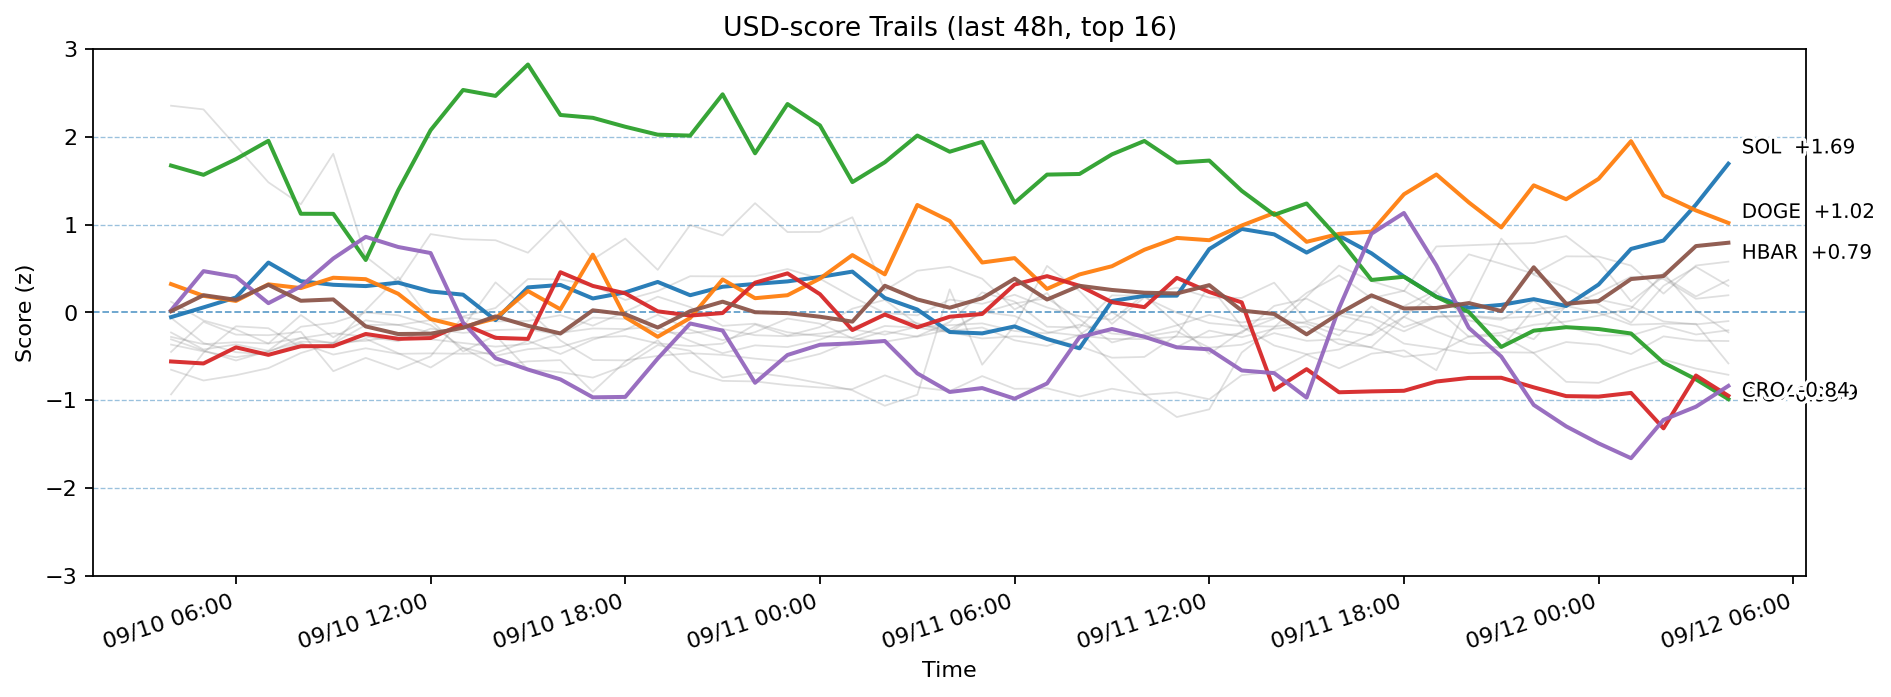 USD-score Trails (last 48h, top 16)
3
2
1
0
−1
−2
−3
Score (z)
SOL +1.69
DOGE +1.02
HBAR +0.79
CRO -0.84
09/10 06:00
09/10 12:00
09/10 18:00
09/11 00:00
09/11 06:00
09/11 12:00
09/11 18:00
09/12 00:00
09/12 06:00
Time